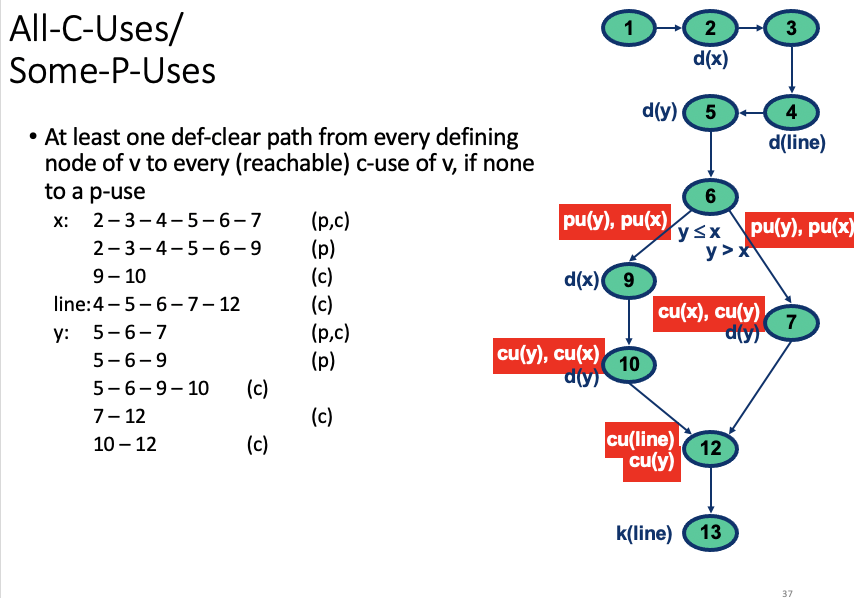 All-C-Uses/
Some-P-Uses
• At least one def-clear path from every defining
node of v to every (reachable) c-use of v, if none
to a p-use
x: 2 – 3 – 4 – 5 – 6 – 7 (p,c)
2 – 3 – 4 – 5 – 6 – 9 (p)
9 – 10 (c)
line: 4 – 5 – 6 – 7 – 12 (c)
y: 5 – 6 – 7 (p,c)
5 – 6 – 9 (p)
5 – 6 – 9 – 10 (c)
7 – 12 (c)
10 – 12 (c)
1
2
3
d(x)
d(y)
5
4
d(line)
6
pu(y), pu(x)
y ≤ x
y > x
pu(y), pu(x)
d(x)
9
cu(x), cu(y)
d(y)
7
cu(y), cu(x)
d(y)
10
cu(line)
cu(y)
12
k(line)
13
37